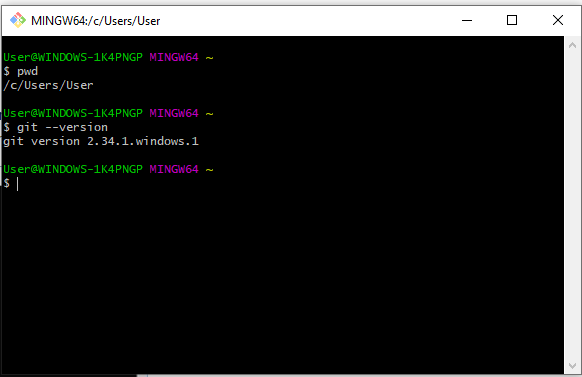 MINGW64:/c/Users/User
User@WINDOWS-1K4PNGP MINGW64 ~
$ pwd
/c/Users/User
User@WINDOWS-1K4PNGP MINGW64 ~
$ git --version
git version 2.34.1.windows.1
User@WINDOWS-1K4PNGP MINGW64 ~
$